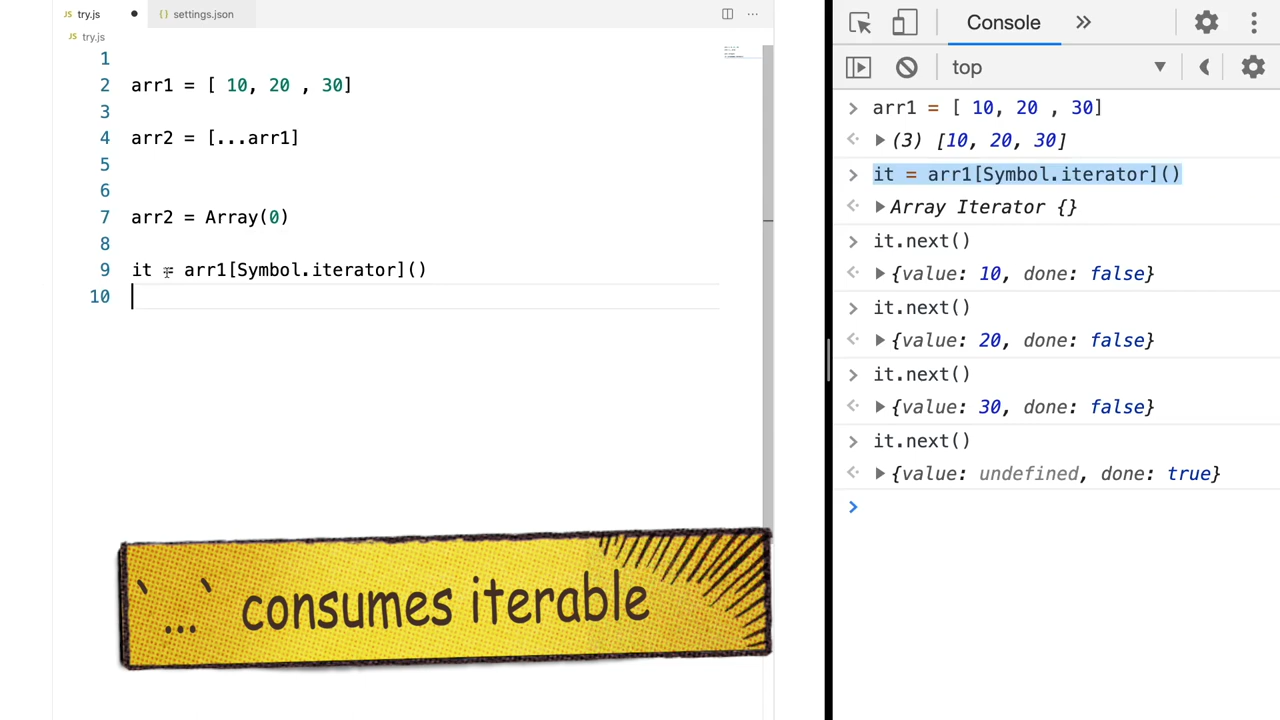 JS try.js
{ } settings.json
...
JS try.js
1
2 arr1 = [ 10, 20 , 30]
3
4 arr2 = [...arr1]
5
6
7 arr2 = Array(0)
8
9 it = arr1[Symbol.iterator]()
10
`...` consumes iterable
Console
top
arr1 = [ 10, 20 , 30]
(3) [10, 20, 30]
it = arr1[Symbol.iterator]()
Array Iterator {}
it.next()
{value: 10, done: false}
it.next()
{value: 20, done: false}
it.next()
{value: 30, done: false}
it.next()
{value: undefined, done: true}